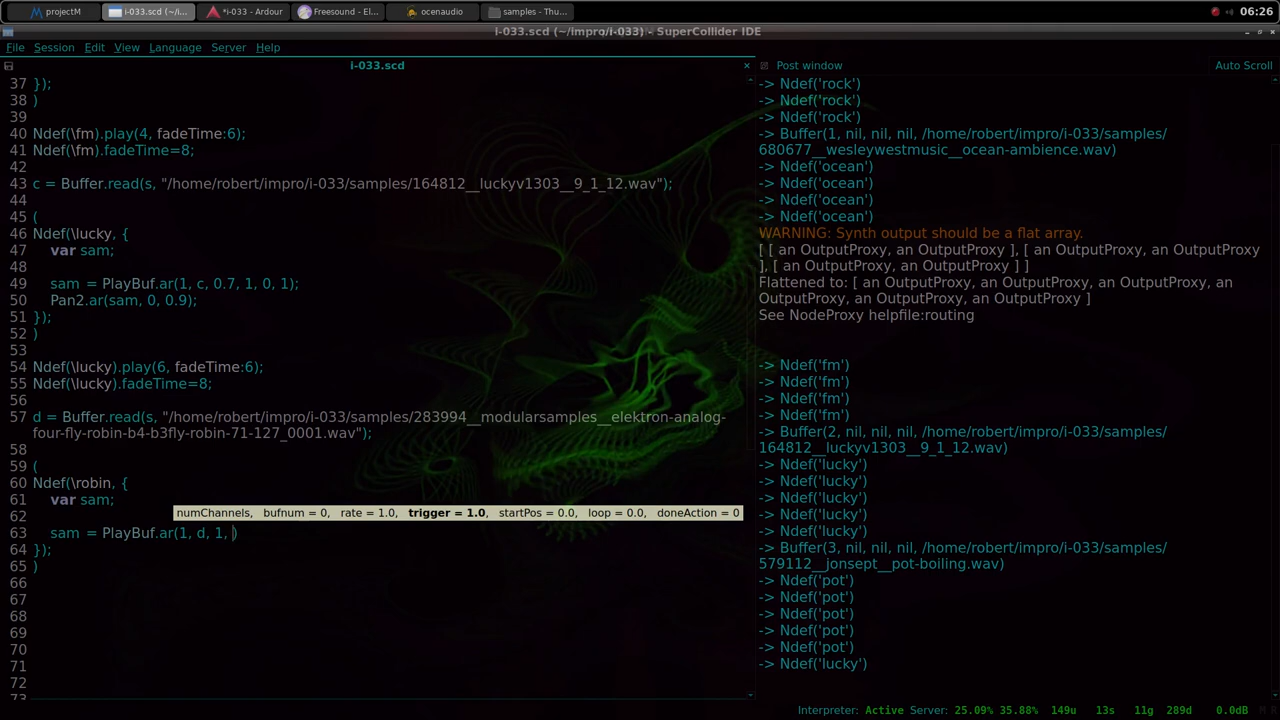 projectM
i-033.scd (~/i...
*i-033 - Ardour
Freesound - El...
ocenaudio
samples - Thu...
06:26
i-033.scd (~/impro/i-033) - SuperCollider IDE
File Session Edit View Language Server Help
i-033.scd
37 });
38 )
39
40 Ndef(\fm).play(4, fadeTime:6);
41 Ndef(\fm).fadeTime=8;
42
43 c = Buffer.read(s, "/home/robert/impro/i-033/samples/164812__luckyv1303__9_1_12.wav");
44
45 (
46 Ndef(\lucky, {
47 var sam;
48
49 sam = PlayBuf.ar(1, c, 0.7, 1, 0, 1);
50 Pan2.ar(sam, 0, 0.9);
51 });
52 )
53
54 Ndef(\lucky).play(6, fadeTime:6);
55 Ndef(\lucky).fadeTime=8;
56
57 d = Buffer.read(s, "/home/robert/impro/i-033/samples/283994__modularsamples__elektron-analog-
four-fly-robin-b4-b3fly-robin-71-127_0001.wav");
58
59 (
60 Ndef(\robin, {
61 var sam;
62
numChannels, bufnum = 0, rate = 1.0, trigger = 1.0, startPos = 0.0, loop = 0.0, doneAction = 0
63 sam = PlayBuf.ar(1, d, 1, )
64 });
65 )
66
67
68
69
70
71
72
73
Post window
Auto Scroll
-> Ndef('rock')
-> Ndef('rock')
-> Ndef('rock')
-> Buffer(1, nil, nil, nil, /home/robert/impro/i-033/samples/
680677__wesleywestmusic__ocean-ambience.wav)
-> Ndef('ocean')
-> Ndef('ocean')
-> Ndef('ocean')
-> Ndef('ocean')
WARNING: Synth output should be a flat array.
[ [ an OutputProxy, an OutputProxy ], [ an OutputProxy, an OutputProxy
], [ an OutputProxy, an OutputProxy ] ]
Flattened to: [ an OutputProxy, an OutputProxy, an OutputProxy, an
OutputProxy, an OutputProxy, an OutputProxy ]
See NodeProxy helpfile:routing
-> Ndef('fm')
-> Ndef('fm')
-> Ndef('fm')
-> Ndef('fm')
-> Buffer(2, nil, nil, nil, /home/robert/impro/i-033/samples/
164812__luckyv1303__9_1_12.wav)
-> Ndef('lucky')
-> Ndef('lucky')
-> Ndef('lucky')
-> Ndef('lucky')
-> Ndef('lucky')
-> Buffer(3, nil, nil, nil, /home/robert/impro/i-033/samples/
579112__jonsept__pot-boiling.wav)
-> Ndef('pot')
-> Ndef('pot')
-> Ndef('pot')
-> Ndef('pot')
-> Ndef('pot')
-> Ndef('lucky')
Interpreter: Active Server: 25.09% 35.88% 149u 13s 11g 289d 0.0dB